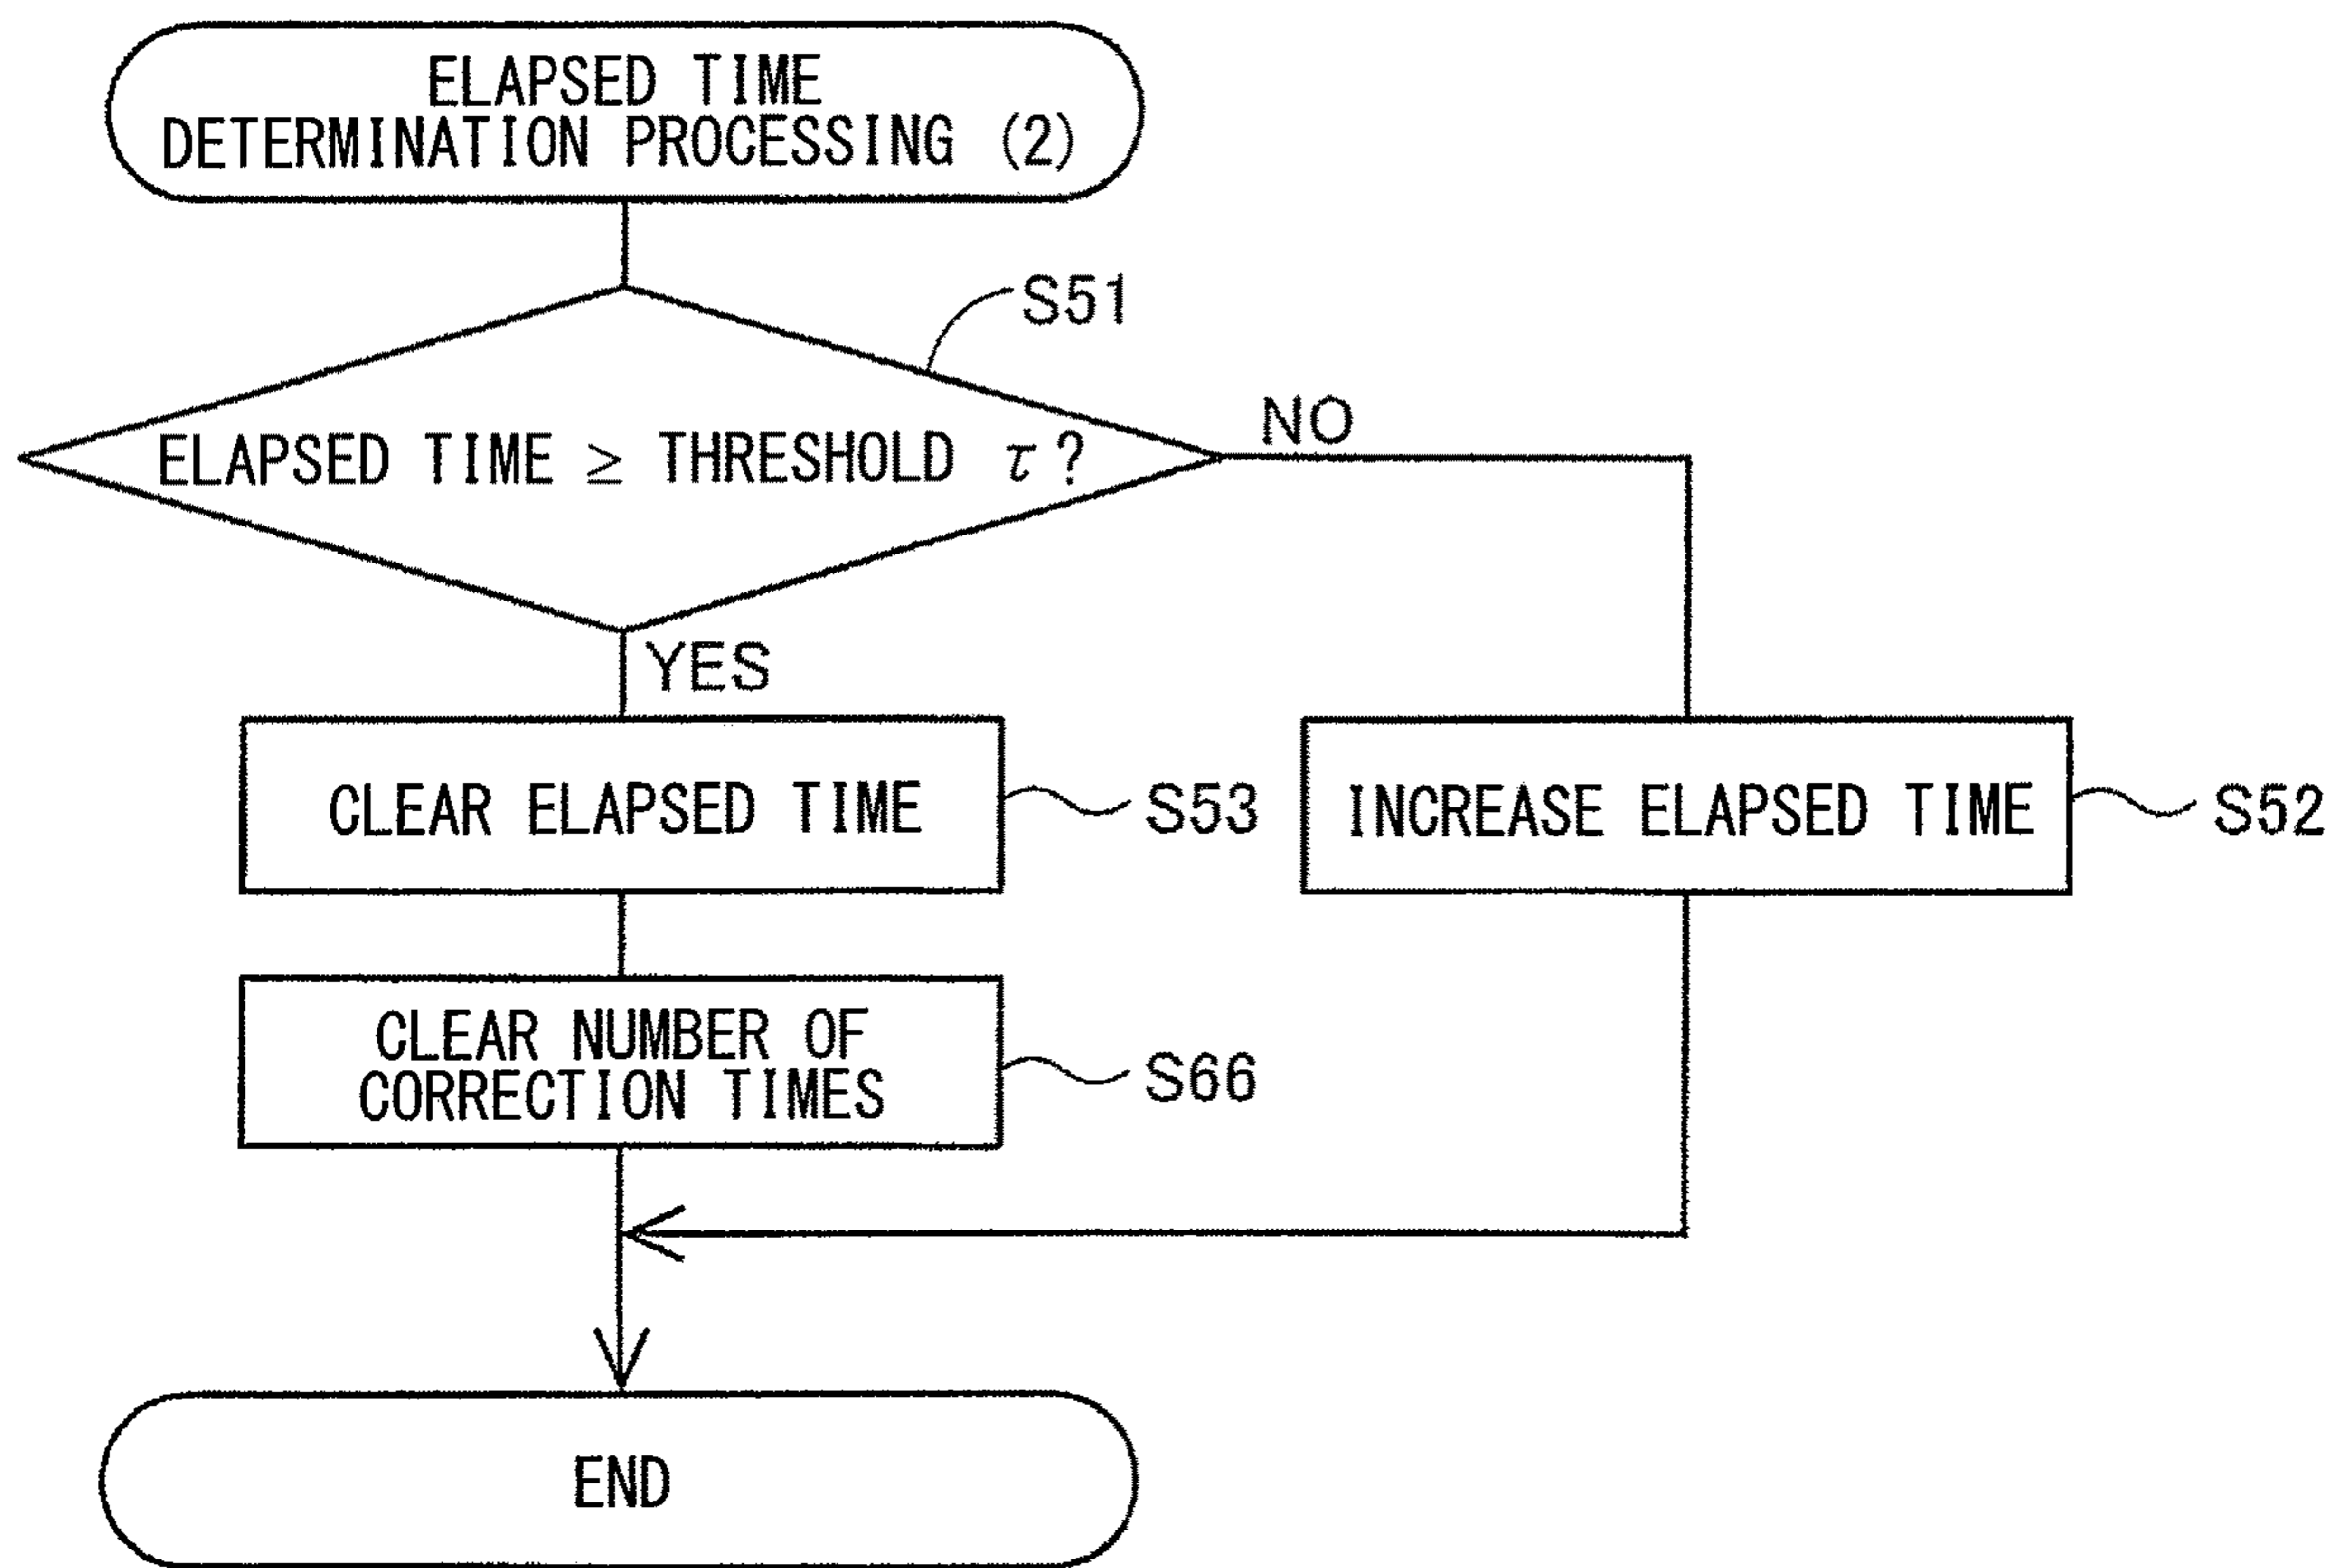 ELAPSED TIME
DETERMINATION PROCESSING (2)
S51
ELAPSED TIME ≥ THRESHOLD τ?
NO
YES
CLEAR ELAPSED TIME
S53
INCREASE ELAPSED TIME
S52
CLEAR NUMBER OF
CORRECTION TIMES
S66
END